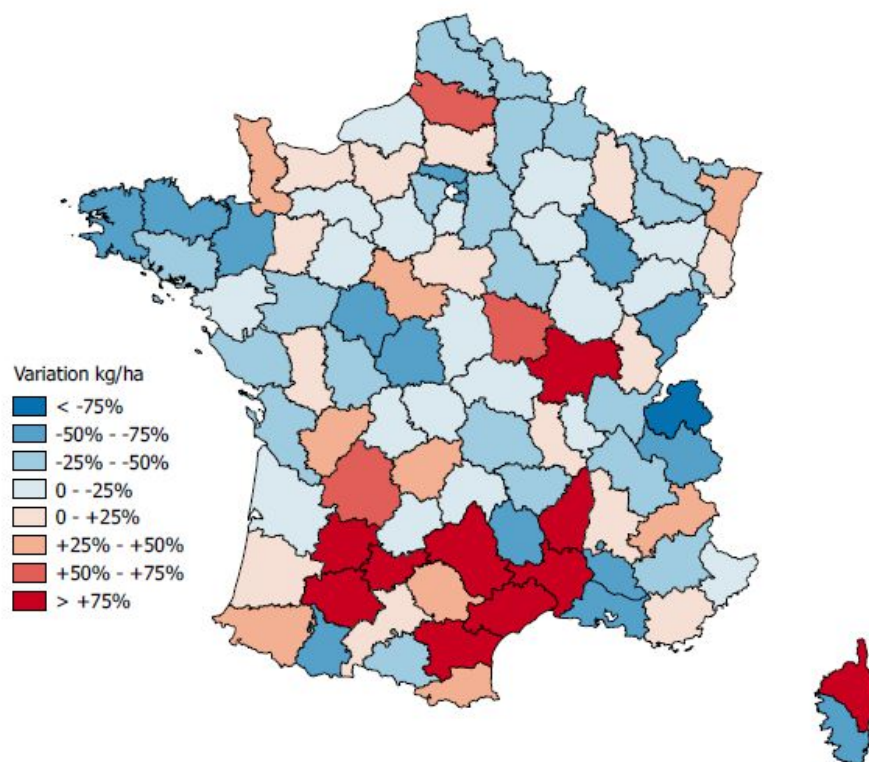 Variation kg/ha
< -75%
-50% - -75%
-25% - -50%
0 - -25%
0 - +25%
+25% - +50%
+50% - +75%
> +75%